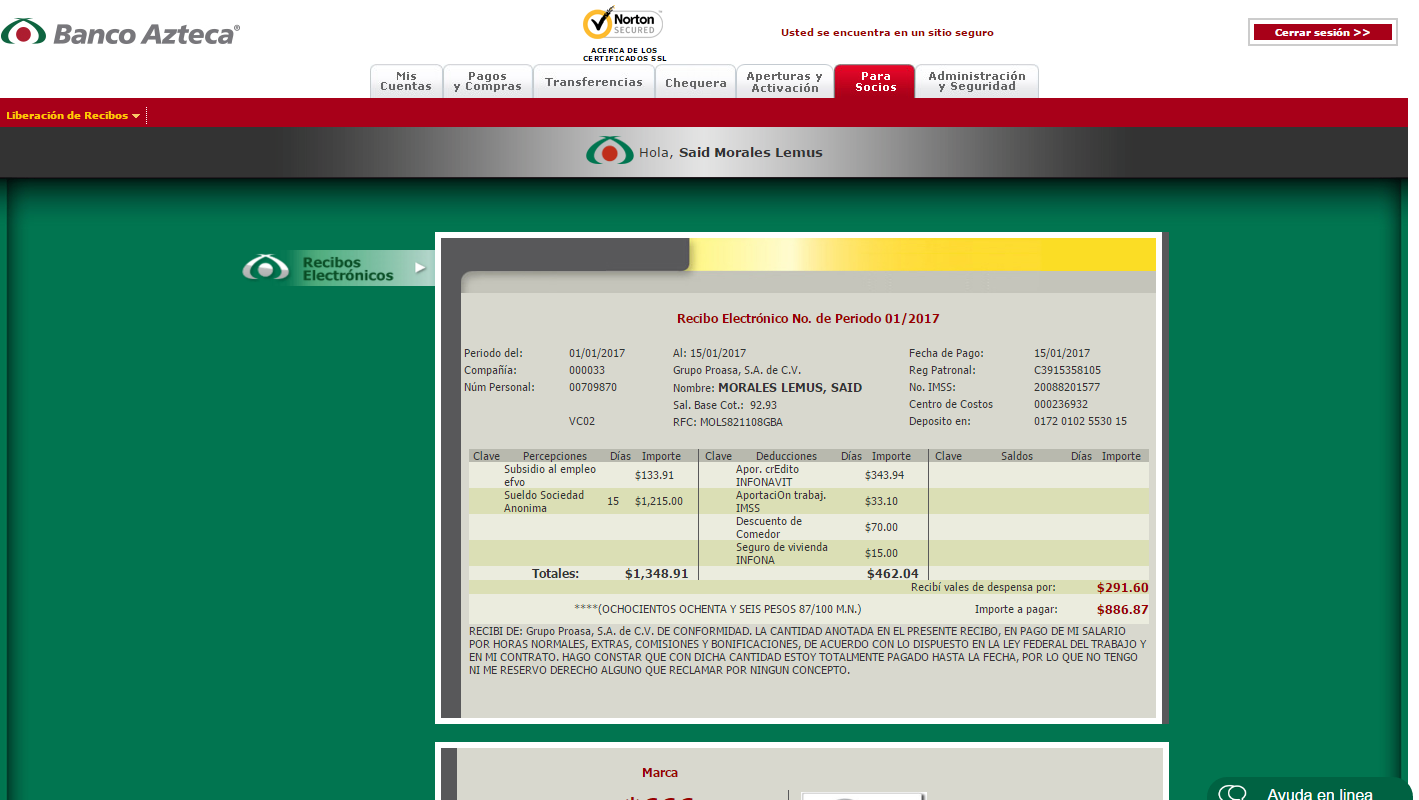 Banco Azteca®
Norton
SECURED
ACERCA DE LOS
CERTIFICADOS SSL
Usted se encuentra en un sitio seguro
Cerrar sesión >>
Mis
Cuentas
Pagos
y Compras
Transferencias
Chequera
Aperturas y
Activación
Para
Socios
Administración
y Seguridad
Liberación de Recibos
Hola, Said Morales Lemus
Recibos
Electrónicos
Recibo Electrónico No. de Periodo 01/2017
Periodo del: 01/01/2017 Al: 15/01/2017 Fecha de Pago: 15/01/2017
Compañía: 000033 Grupo Proasa, S.A. de C.V. Reg Patronal: C3915358105
Núm Personal: 00709870 Nombre: MORALES LEMUS, SAID No. IMSS: 20088201577
Sal. Base Cot.: 92.93 Centro de Costos 000236932
VC02 RFC: MOLS821108GBA Deposito en: 0172 0102 5530 15
Clave Percepciones Días Importe Clave Deducciones Días Importe Clave Saldos Días Importe
Subsidio al empleo
efvo $133.91
Apor. crEdito
INFONAVIT $343.94
Sueldo Sociedad
Anonima 15 $1,215.00
AportaciOn trabaj.
IMSS $33.10
Descuento de
Comedor $70.00
Seguro de vivienda
INFONA $15.00
Totales: $1,348.91 $462.04
Recibí vales de despensa por: $291.60
****(OCHOCIENTOS OCHENTA Y SEIS PESOS 87/100 M.N.) Importe a pagar: $886.87
RECIBI DE: Grupo Proasa, S.A. de C.V. DE CONFORMIDAD. LA CANTIDAD ANOTADA EN EL PRESENTE RECIBO, EN PAGO DE MI SALARIO
POR HORAS NORMALES, EXTRAS, COMISIONES Y BONIFICACIONES, DE ACUERDO CON LO DISPUESTO EN LA LEY FEDERAL DEL TRABAJO Y
EN MI CONTRATO. HAGO CONSTAR QUE CON DICHA CANTIDAD ESTOY TOTALMENTE PAGADO HASTA LA FECHA, POR LO QUE NO TENGO
NI ME RESERVO DERECHO ALGUNO QUE RECLAMAR POR NINGUN CONCEPTO.
Marca
Ayuda en linea